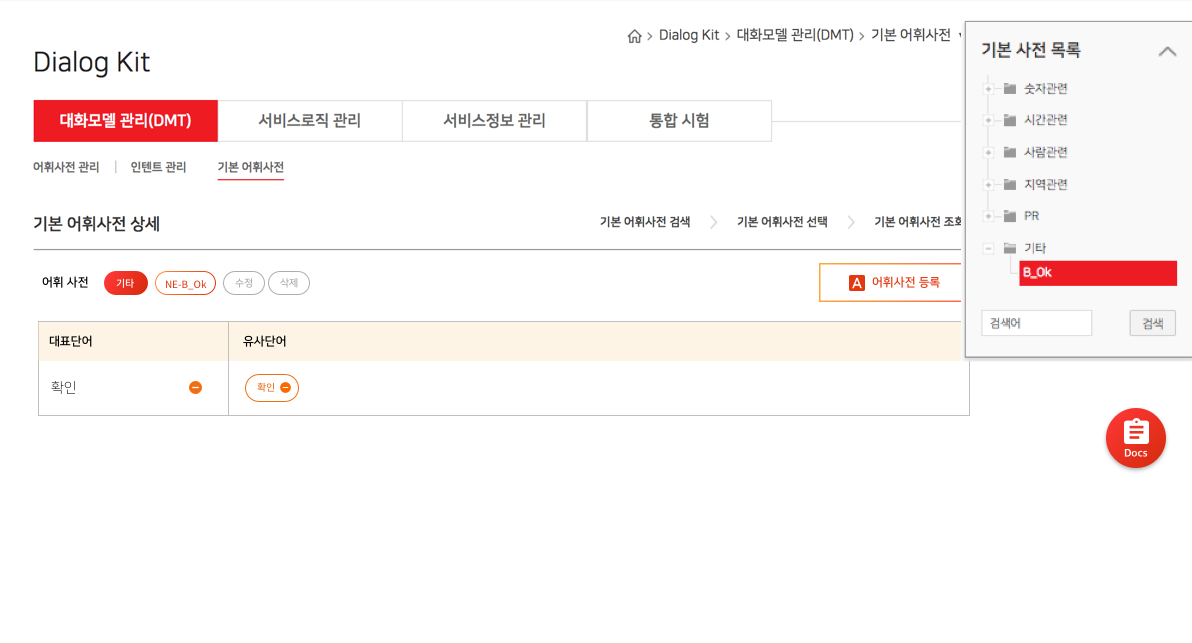 Dialog Kit > 대화모델 관리(DMT) > 기본 어휘사전
Dialog Kit
대화모델 관리(DMT) 서비스로직 관리 서비스정보 관리 통합 시험
어휘사전 관리 | 인텐트 관리 기본 어휘사전
기본 어휘사전 상세
기본 어휘사전 검색 기본 어휘사전 선택 기본 어휘사전
어휘 사전 기타 NE-B_Ok 수정 삭제
A 어휘사전 등록
대표단어 유사단어
확인 확인
기본 사전 목록
숫자관련
시간관련
사람관련
지역관련
PR
기타
B_Ok
검색어 검색
Docs